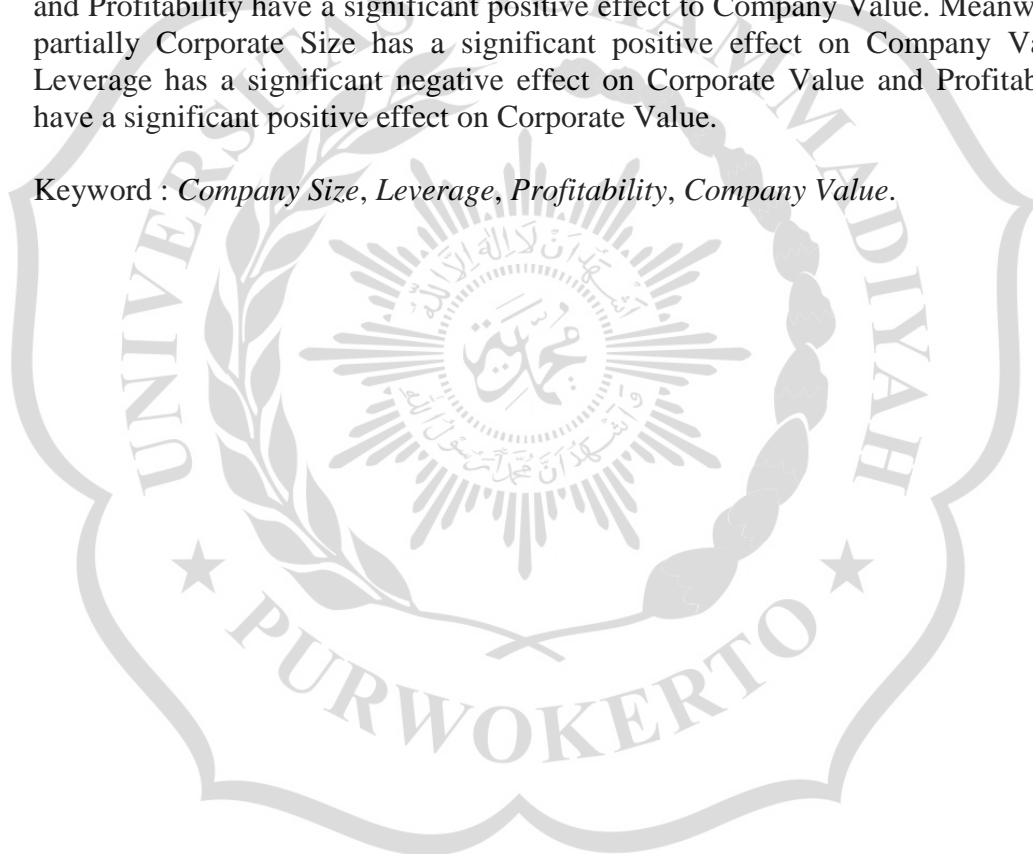 and Profitability have a significant positive effect to Company Value. Meanw
partially Corporate Size has a significant positive effect on Company Va
Leverage has a significant negative effect on Corporate Value and Profitab
have a significant positive effect on Corporate Value.
Keyword : Company Size, Leverage, Profitability, Company Value.
UNIVERSITAS MUHAMMADIYAH
PURWOKERTO